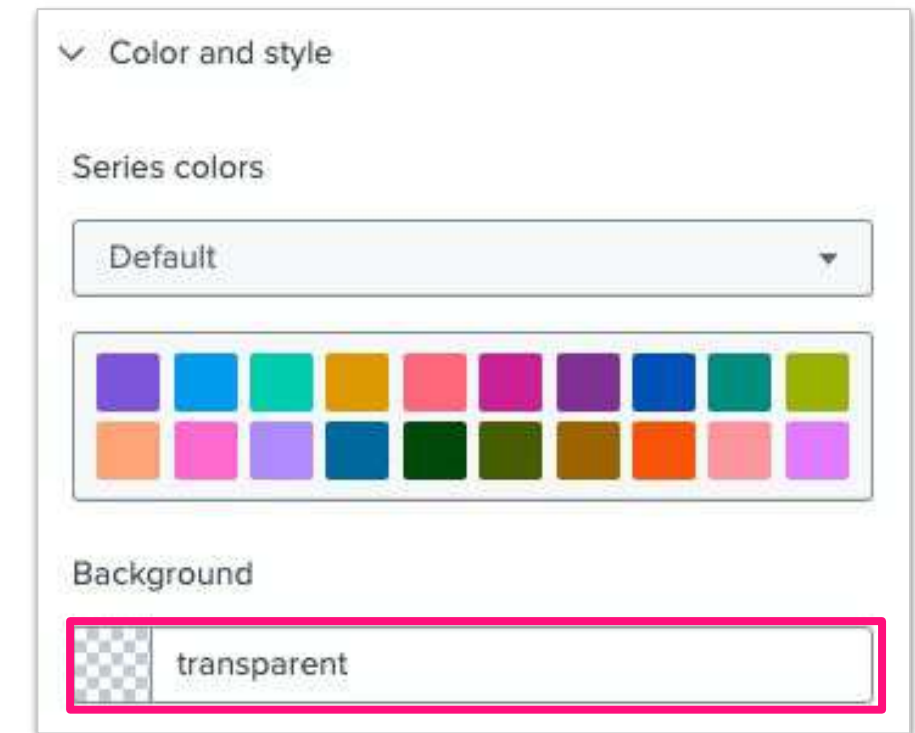 Color and style
Series colors
Default
Background
transparent